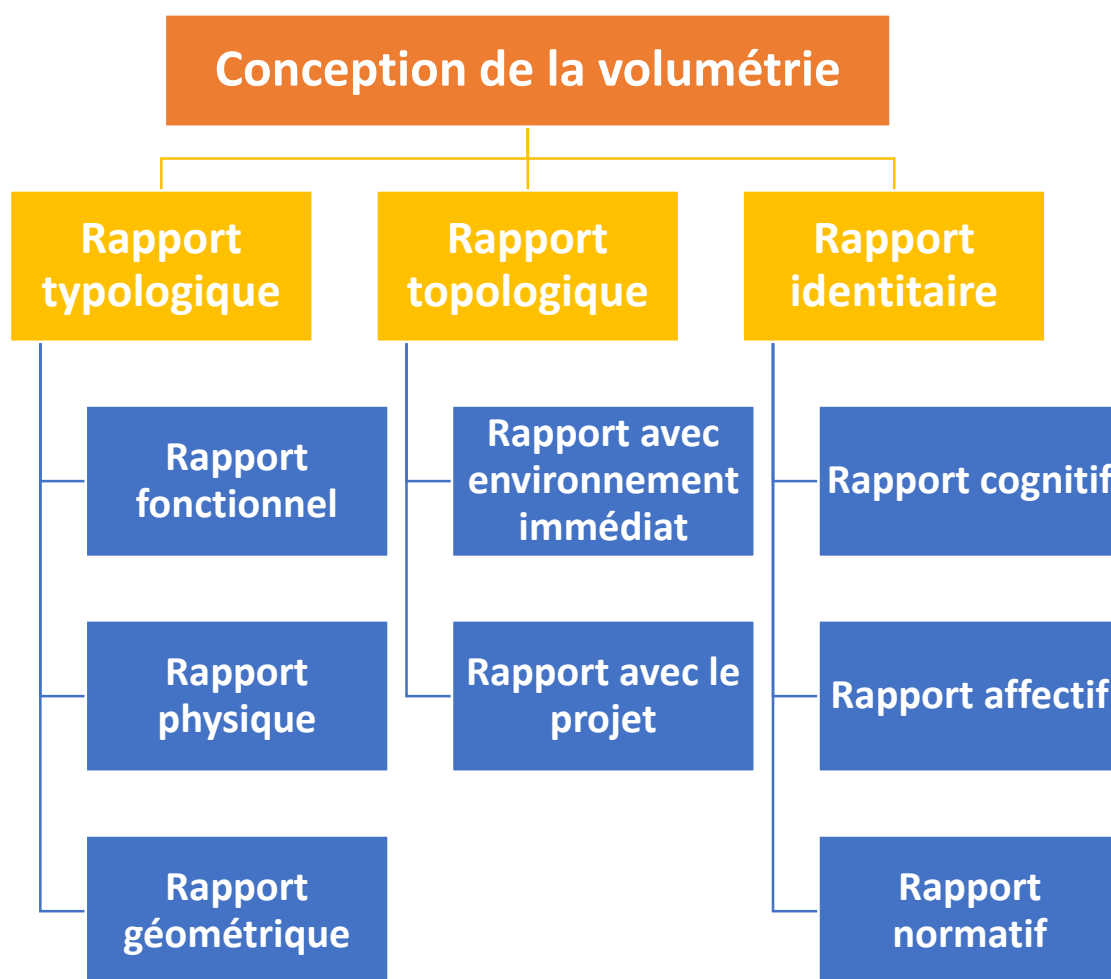 Conception de la volumétrie
Rapport
typologique
Rapport
topologique
Rapport
identitaire
Rapport
fonctionnel
Rapport
physique
Rapport
géométrique
Rapport avec
environnement
immédiat
Rapport avec le
projet
Rapport cognitif
Rapport affectif
Rapport
normatif